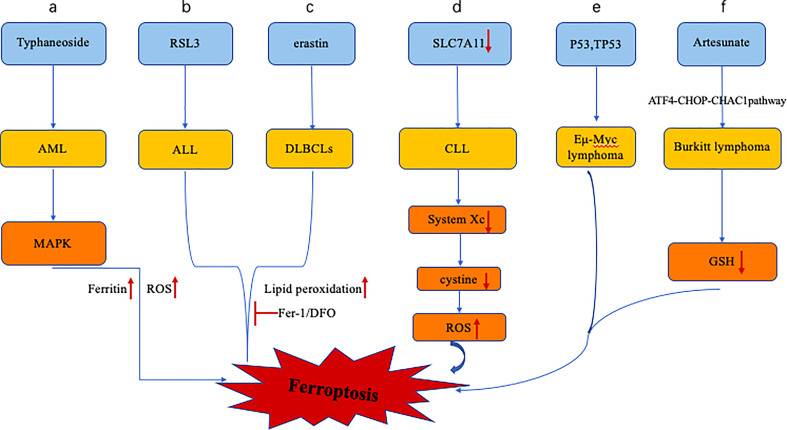 a b c d e f
Typhaneoside RSL3 erastin SLC7A11 P53,TP53 Artesunate
ATF4-CHOP-CHAC1pathway
AML ALL DLBCLs CLL Eμ-Myc
lymphoma Burkitt lymphoma
System Xc
MAPK
GSH
cystine
Ferritin ROS Lipid peroxidation
Fer-1/DFO
ROS
Ferroptosis